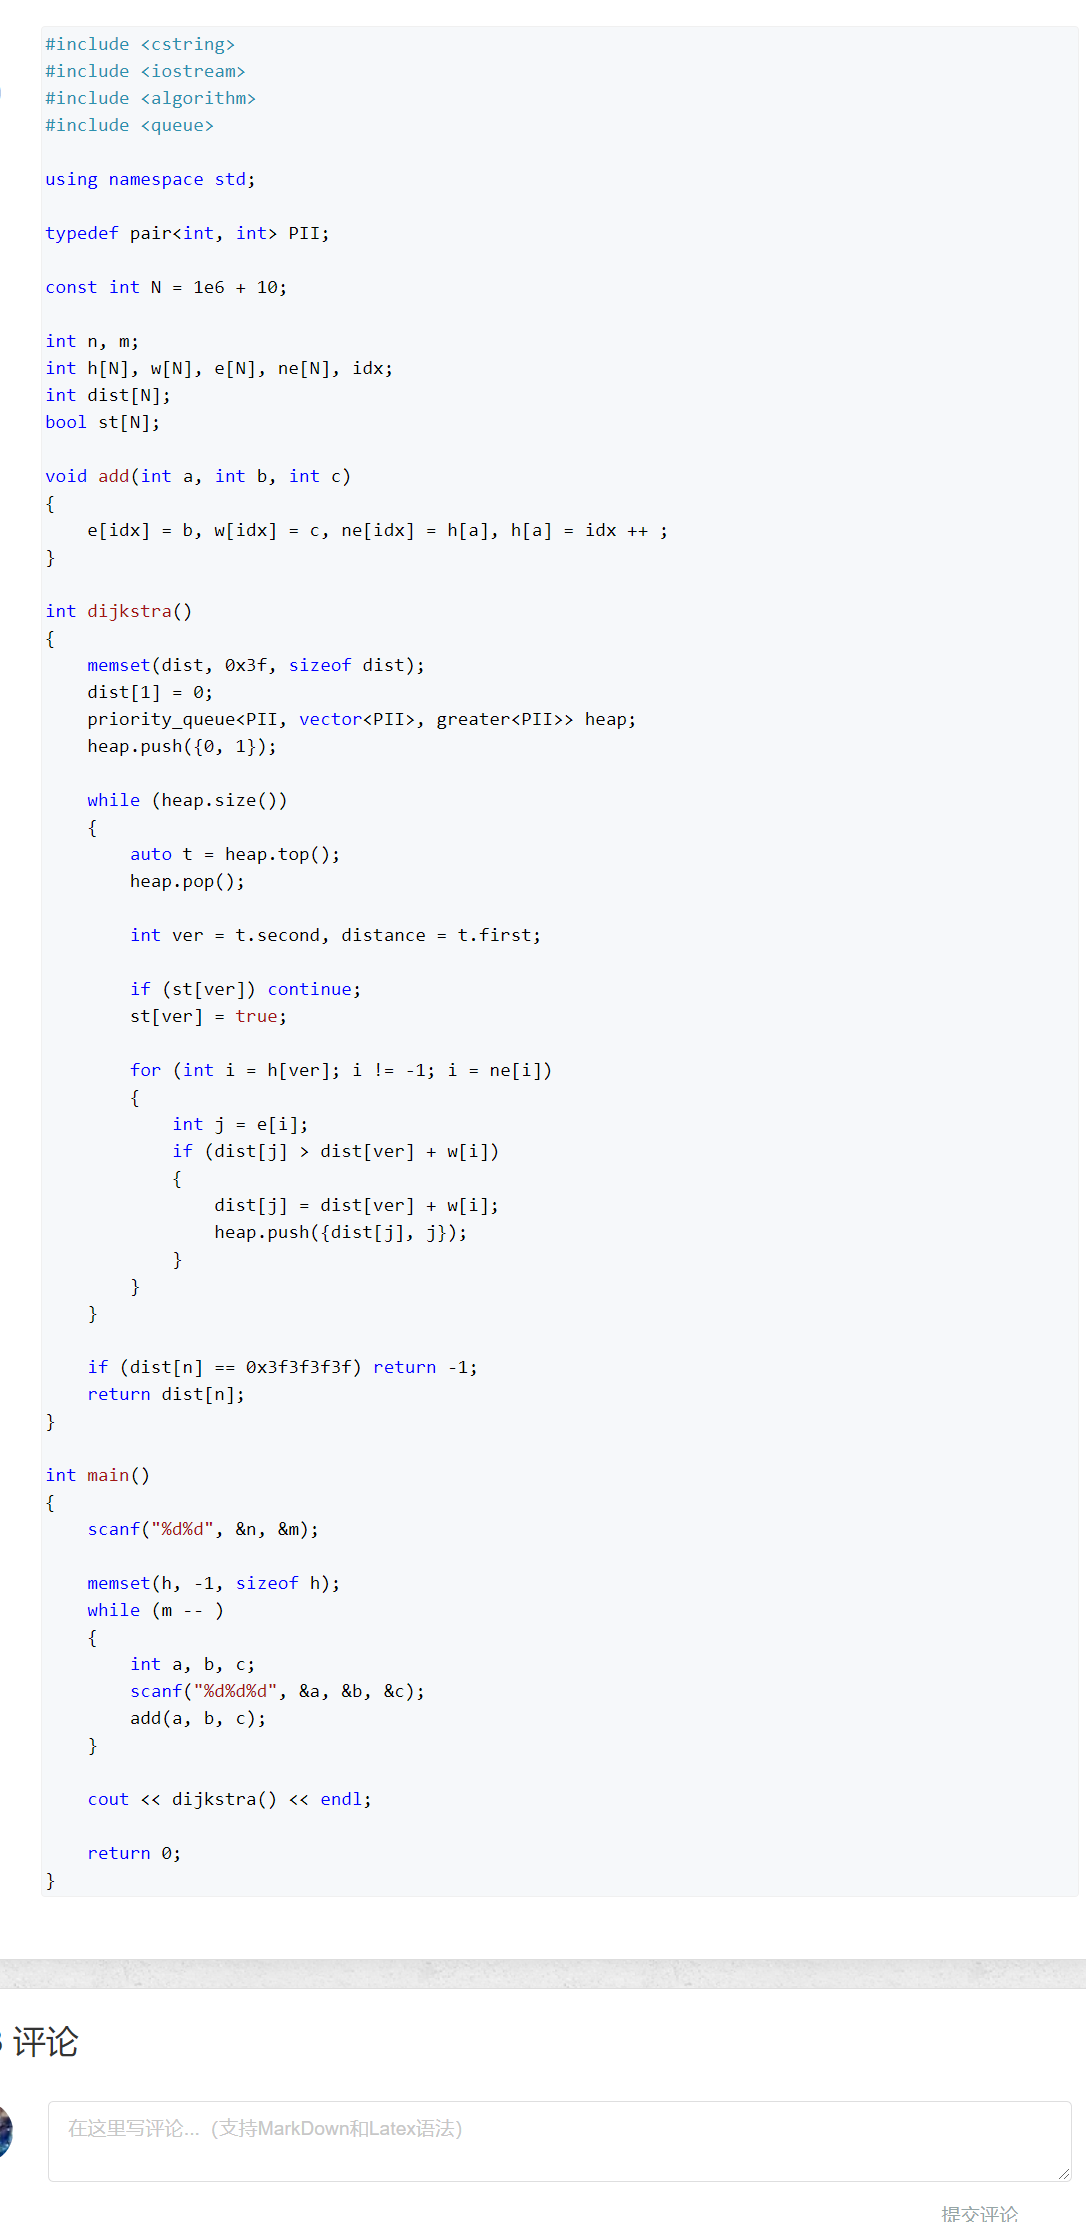 #include <cstring>
#include <iostream>
#include <algorithm>
#include <queue>

using namespace std;

typedef pair<int, int> PII;

const int N = 1e6 + 10;

int n, m;
int h[N], w[N], e[N], ne[N], idx;
int dist[N];
bool st[N];

void add(int a, int b, int c)
{
    e[idx] = b, w[idx] = c, ne[idx] = h[a], h[a] = idx ++ ;
}

int dijkstra()
{
    memset(dist, 0x3f, sizeof dist);
    dist[1] = 0;
    priority_queue<PII, vector<PII>, greater<PII>> heap;
    heap.push({0, 1});

    while (heap.size())
    {
        auto t = heap.top();
        heap.pop();

        int ver = t.second, distance = t.first;

        if (st[ver]) continue;
        st[ver] = true;

        for (int i = h[ver]; i != -1; i = ne[i])
        {
            int j = e[i];
            if (dist[j] > dist[ver] + w[i])
            {
                dist[j] = dist[ver] + w[i];
                heap.push({dist[j], j});
            }
        }
    }

    if (dist[n] == 0x3f3f3f3f) return -1;
    return dist[n];
}

int main()
{
    scanf("%d%d", &n, &m);

    memset(h, -1, sizeof h);
    while (m -- )
    {
        int a, b, c;
        scanf("%d%d%d", &a, &b, &c);
        add(a, b, c);
    }

    cout << dijkstra() << endl;

    return 0;
}
评论
在这里写评论... (支持MarkDown和Latex语法)
提交评论